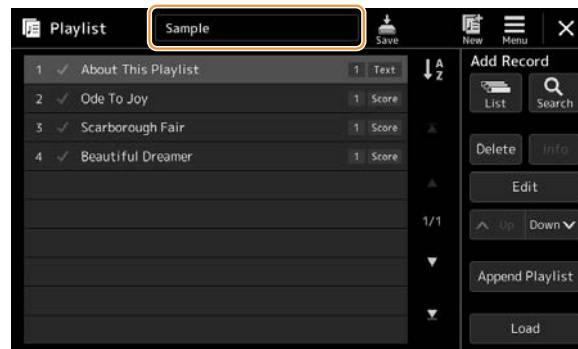 Playlist
Sample
Save
New
Menu
1 About This Playlist 1 Text
2 Ode To Joy 1 Score
3 Scarborough Fair 1 Score
4 Beautiful Dreamer 1 Score
A
Z
1/1
Add Record
List
Search
Delete
Info
Edit
Up
Down
Append Playlist
Load